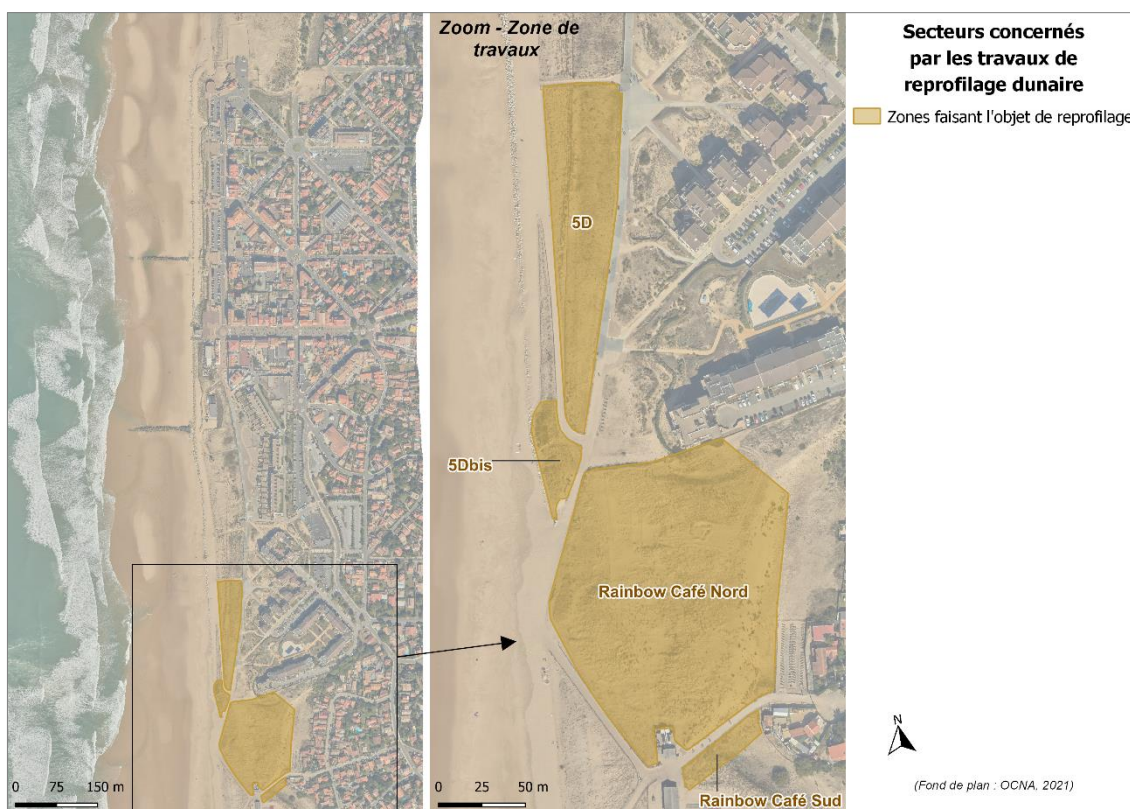 Zoom - Zone de
travaux
5D
5Dbis
Rainbow Café Nord
Rainbow Café Sud
0 75 150 m
0 25 50 m
Secteurs concernés
par les travaux de
reprofilage dunaire
Zones faisant l'objet de reprofilage
N
(Fond de plan : OCNA, 2021)